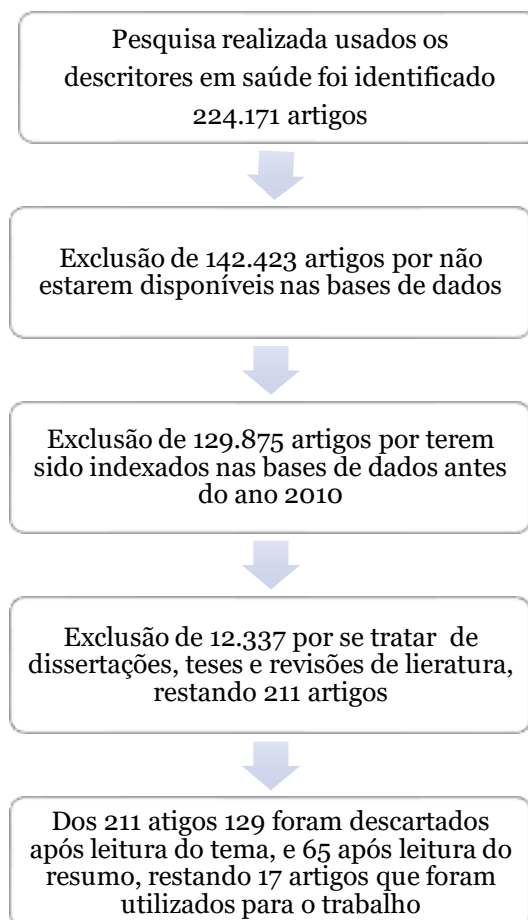 Pesquisa realizada usados os
descritores em saúde foi identificado
224.171 artigos
Exclusão de 142.423 artigos por não
estarem disponíveis nas bases de dados
Exclusão de 129.875 artigos por terem
sido indexados nas bases de dados antes
do ano 2010
Exclusão de 12.337 por se tratar de
dissertações, teses e revisões de lieratura,
restando 211 artigos
Dos 211 atigos 129 foram descartados
após leitura do tema, e 65 após leitura do
resumo, restando 17 artigos que foram
utilizados para o trabalho